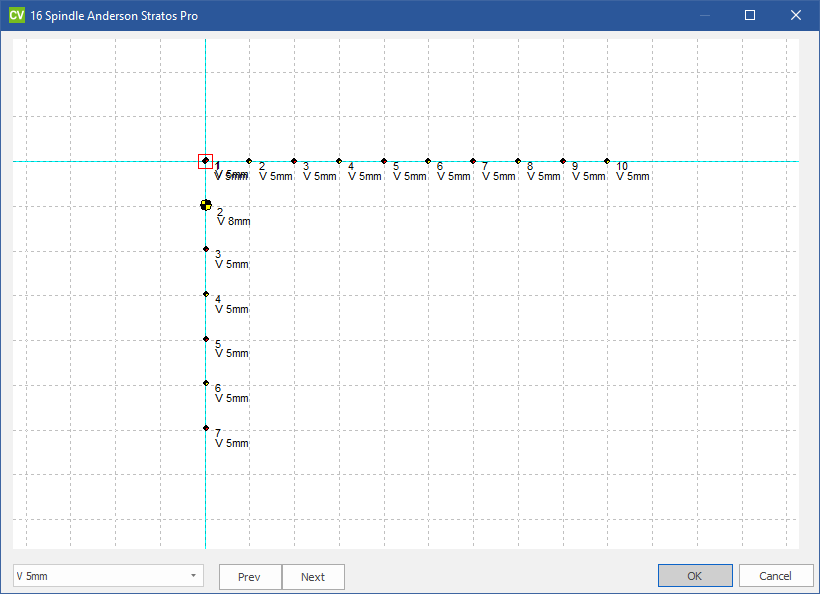 CV 16 Spindle Anderson Stratos Pro
1 2 3 4 5 6 7 8 9 10
V 5mm V 5mm V 5mm V 5mm V 5mm V 5mm V 5mm V 5mm V 5mm V 5mm
2
V 8mm
3
V 5mm
4
V 5mm
5
V 5mm
6
V 5mm
7
V 5mm
V 5mm Prev Next OK Cancel